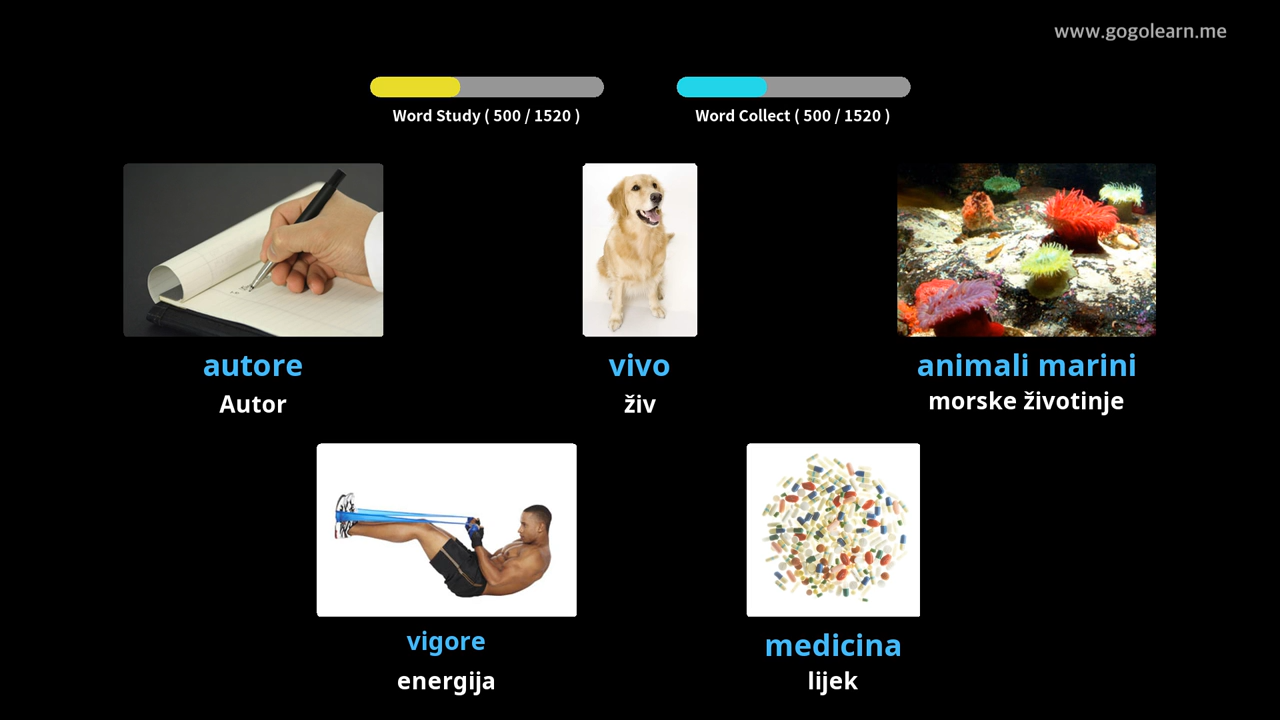 www.gogolearn.me
Word Study ( 500 / 1520 )
Word Collect ( 500 / 1520 )
autore
Autor
vivo
živ
animali marini
morske životinje
vigore
energija
medicina
lijek